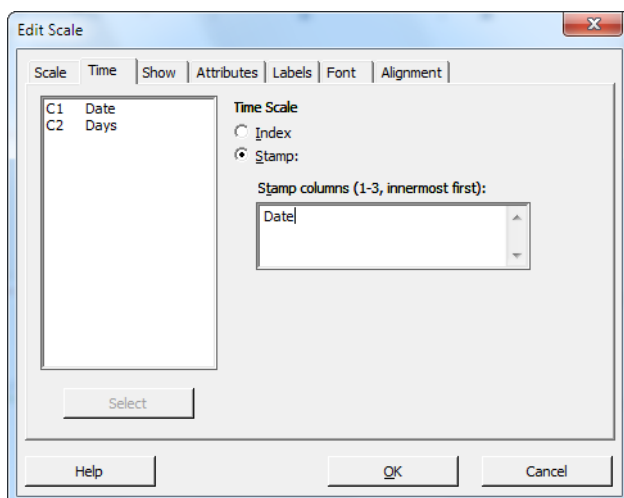 Edit Scale
x
Scale Time Show Attributes Labels Font Alignment
C1 Date
C2 Days
Time Scale
Index
Stamp:
Stamp columns (1-3, innermost first):
Date
Select
Help OK Cancel